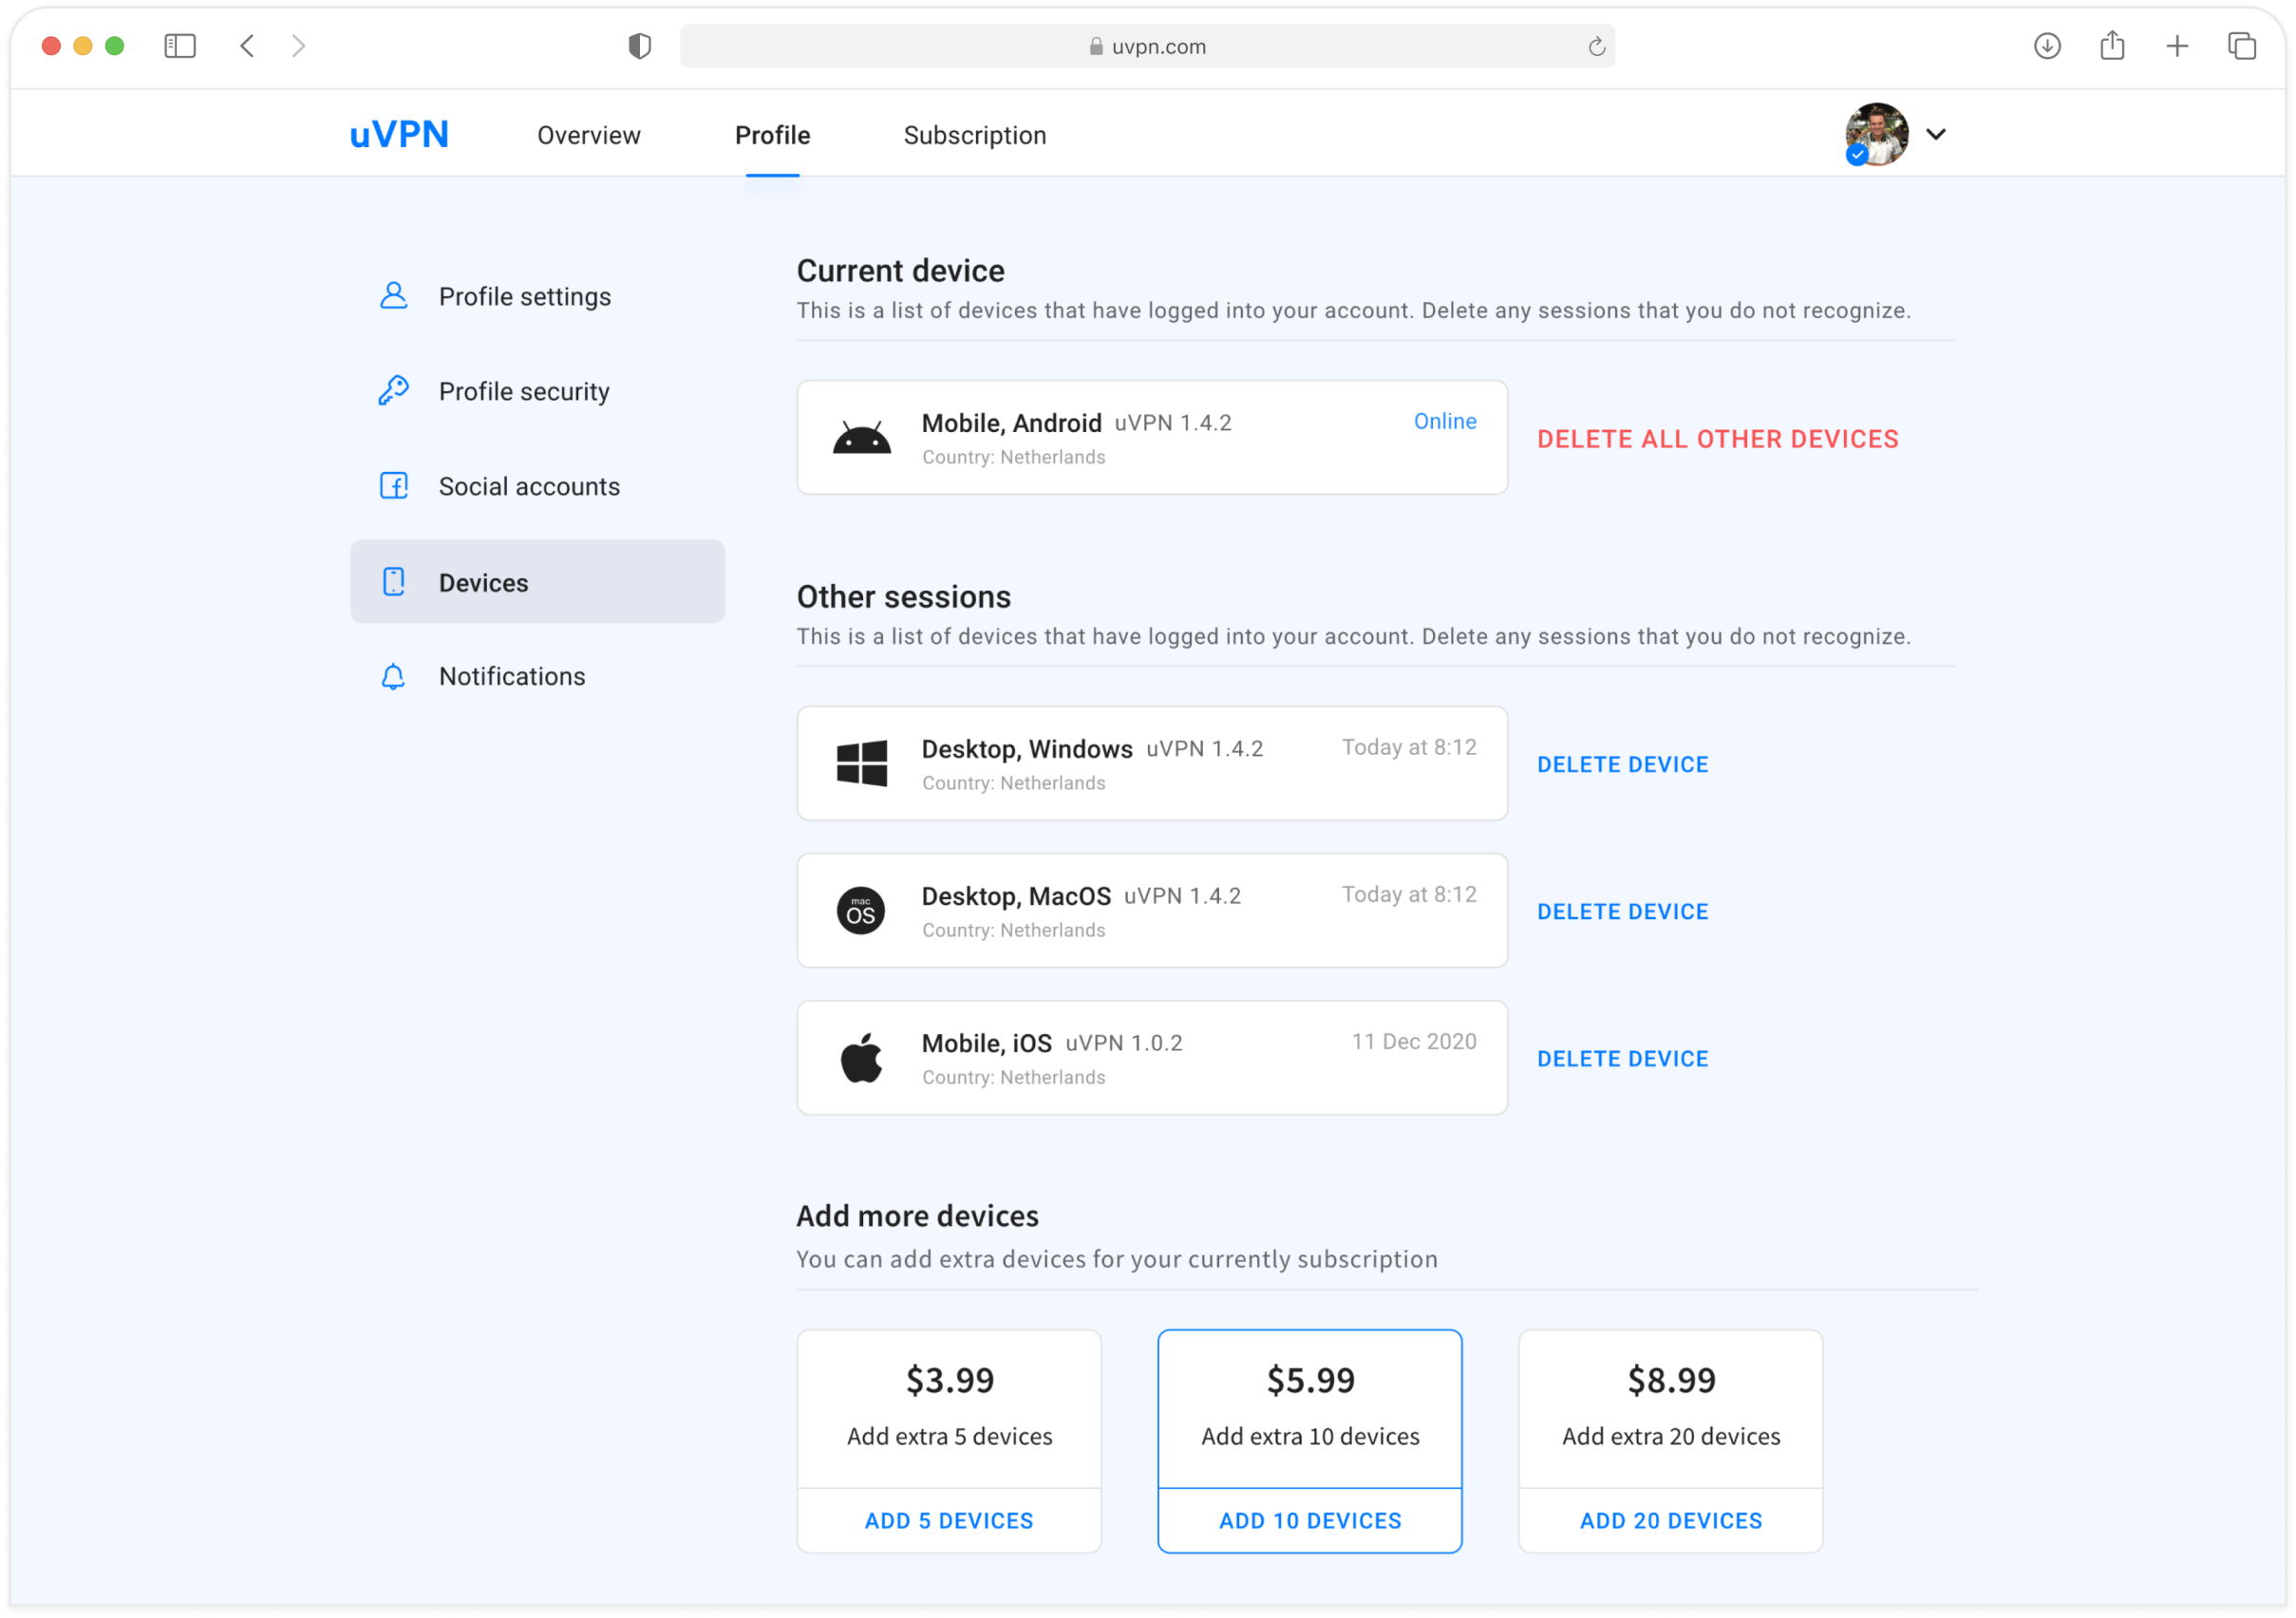 uvpn.com
uVPN Overview Profile Subscription
Profile settings
Profile security
Social accounts
Devices
Notifications
Current device
This is a list of devices that have logged into your account. Delete any sessions that you do not recognize.
Mobile, Android uVPN 1.4.2 Online
Country: Netherlands
DELETE ALL OTHER DEVICES
Other sessions
This is a list of devices that have logged into your account. Delete any sessions that you do not recognize.
Desktop, Windows uVPN 1.4.2 Today at 8:12
Country: Netherlands
DELETE DEVICE
mac
OS
Desktop, MacOS uVPN 1.4.2 Today at 8:12
Country: Netherlands
DELETE DEVICE
Mobile, iOS uVPN 1.0.2 11 Dec 2020
Country: Netherlands
DELETE DEVICE
Add more devices
You can add extra devices for your currently subscription
$3.99
Add extra 5 devices
ADD 5 DEVICES
$5.99
Add extra 10 devices
ADD 10 DEVICES
$8.99
Add extra 20 devices
ADD 20 DEVICES